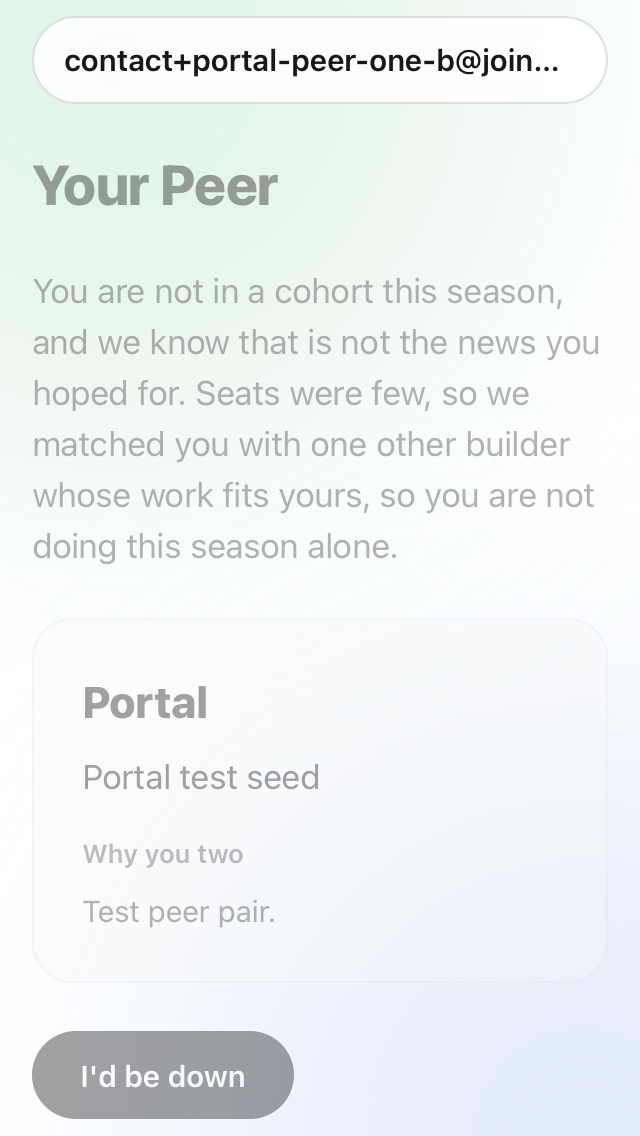 contact+portal-peer-one-b@join...
Your Peer
You are not in a cohort this season,
and we know that is not the news you
hoped for. Seats were few, so we
matched you with one other builder
whose work fits yours, so you are not
doing this season alone.
Portal
Portal test seed
Why you two
Test peer pair.
I'd be down